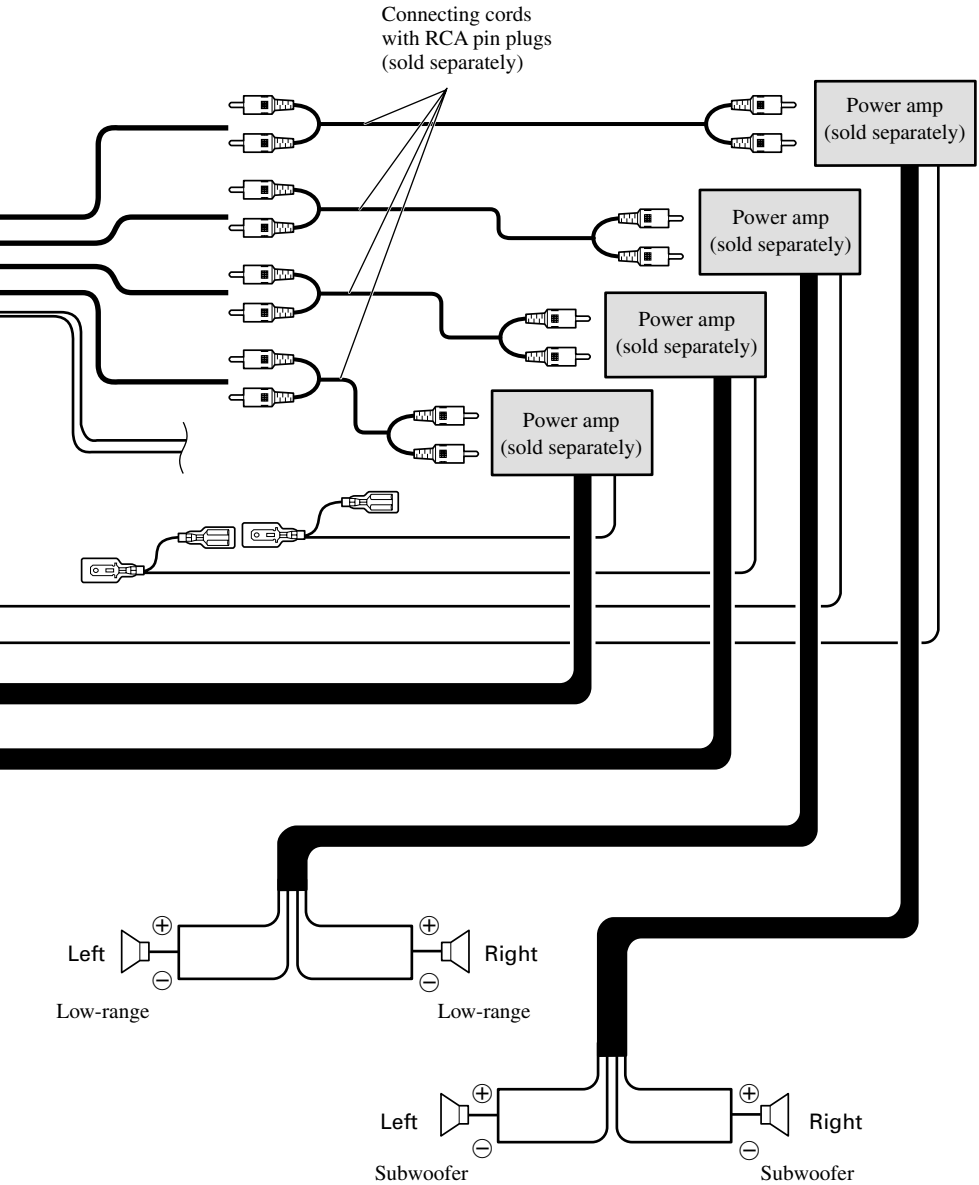 Connecting cords
with RCA pin plugs
(sold separately)
Power amp
(sold separately)
Power amp
(sold separately)
Power amp
(sold separately)
Power amp
(sold separately)
⊕
⊕
Left
Right
⊖
⊖
Low-range
Low-range
⊕
⊕
Left
Right
⊖
⊖
Subwoofer
Subwoofer